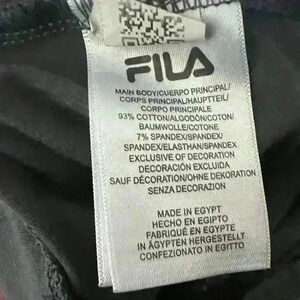 FILA
MAIN BODY/CUERPO PRINCIPAL/
CORPS PRINCIPAL/HAUPTTEIL/
CORPO PRINCIPALE
93% COTTON/ALGODÓN/COTON/
BAUMWOLLE/COTONE
7% SPANDEX/SPANDEX/
SPANDEX/ELASTHAN/SPANDEX
EXCLUSIVE OF DECORATION
DECORACIÓN EXCLUIDA
SAUF DÉCORATION/OHNE DEKORATION
SENZA DECORAZION
MADE IN EGYPT
HECHO EN EGIPTO
FABRIQUÉ EN EGYPTE
IN ÄGYPTEN HERGESTELLT
CONFEZIONATO IN EGITTO